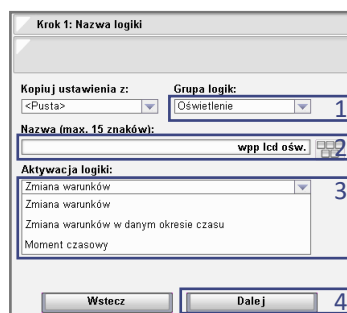 Krok 1: Nazwa logiki
Kopiuj ustawienia z: Grupa logik:
<Pusta> Oświetlenie 1
Nazwa (max. 15 znaków):
wpp lcd ośw. 2
Aktywacja logiki:
Zmiana warunków 3
Zmiana warunków
Zmiana warunków w danym okresie czasu
Moment czasowy
Wstecz Dalej 4